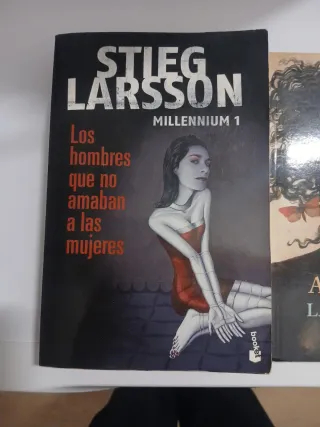 STIEG
LARSSON
MILLENNIUM 1
Los
hombres
que no
amaban
a las
mujeres
booket
A
L